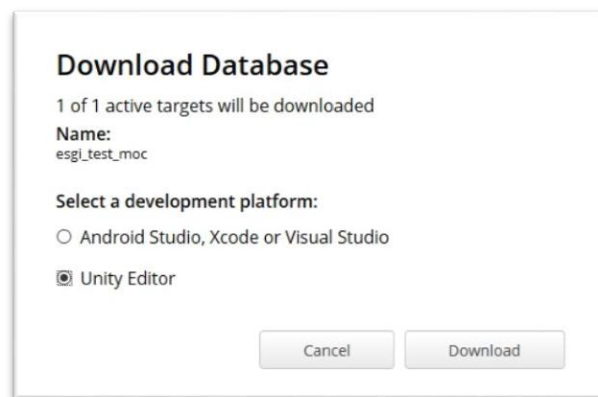 Download Database
1 of 1 active targets will be downloaded
Name:
esgi_test_moc
Select a development platform:
Android Studio, Xcode or Visual Studio
Unity Editor
Cancel
Download